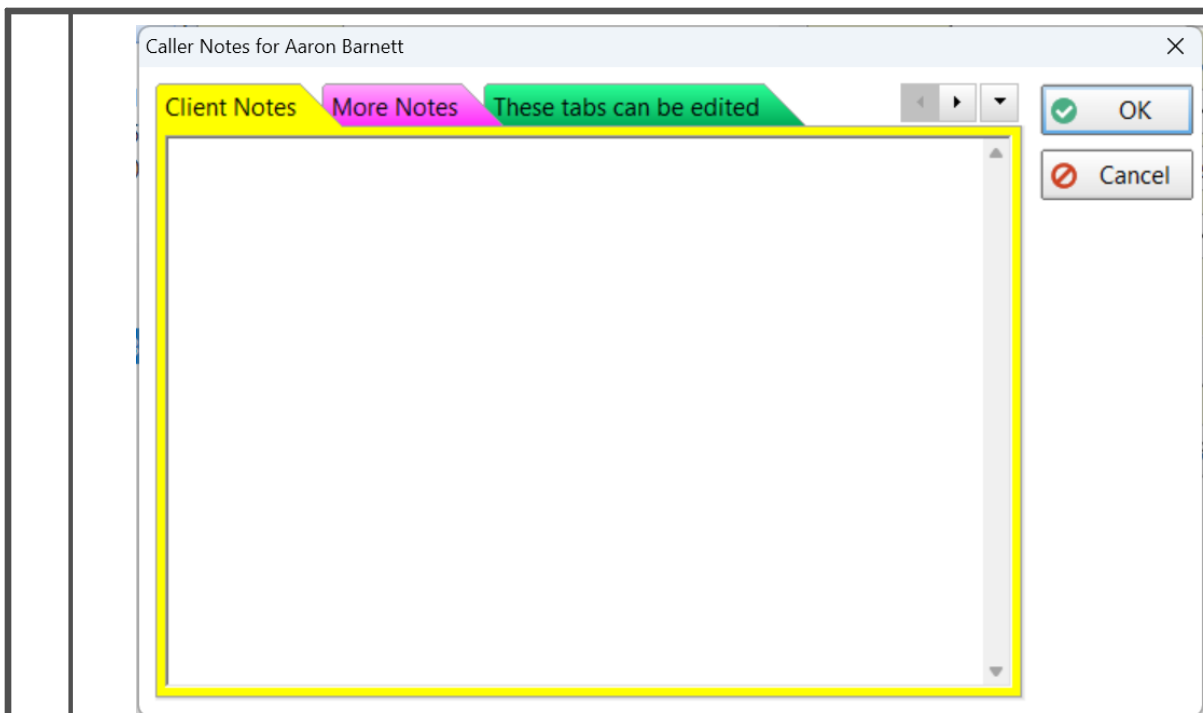 Caller Notes for Aaron Barnett
Client Notes More Notes These tabs can be edited
OK
Cancel